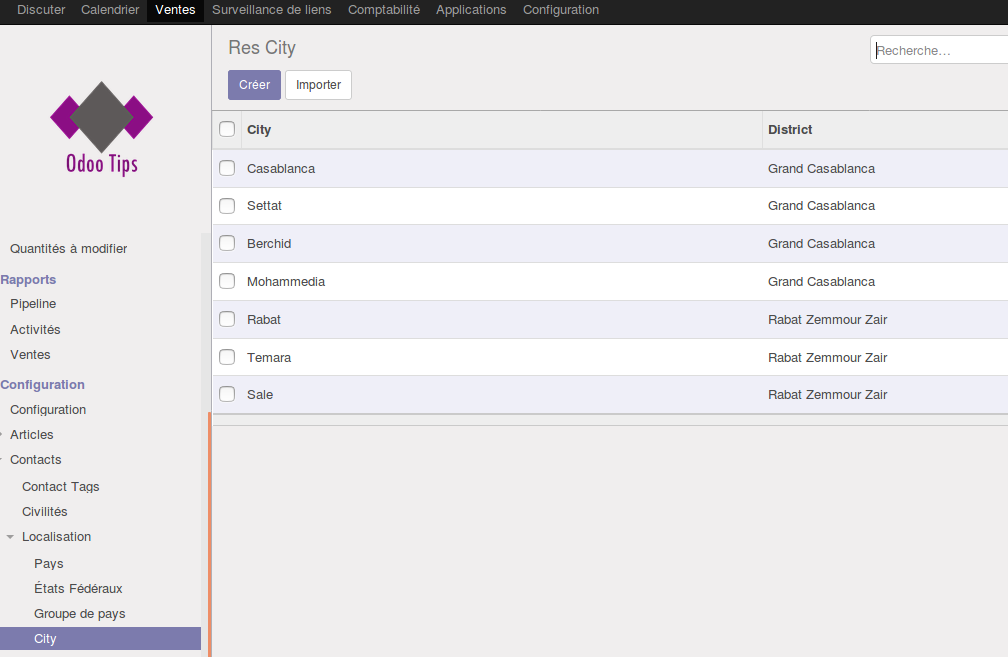 Discuter Calendrier Ventes Surveillance de liens Comptabilité Applications Configuration
Odoo Tips
Quantités à modifier
Rapports
Pipeline
Activités
Ventes
Configuration
Configuration
Articles
Contacts
Contact Tags
Civilités
Localisation
Pays
États Fédéraux
Groupe de pays
City
Res City
Recherche...
Créer Importer
City District
Casablanca Grand Casablanca
Settat Grand Casablanca
Berchid Grand Casablanca
Mohammedia Grand Casablanca
Rabat Rabat Zemmour Zair
Temara Rabat Zemmour Zair
Sale Rabat Zemmour Zair